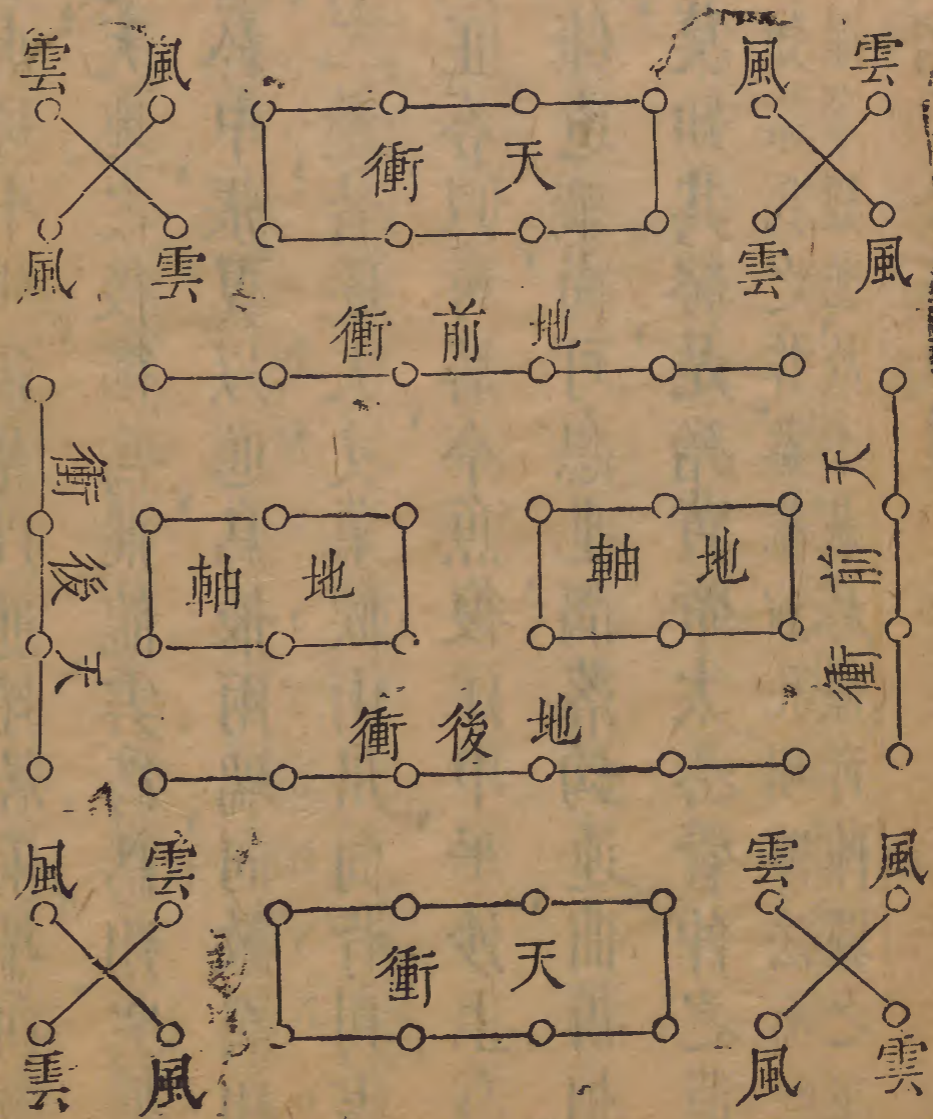 雲 風 風 雲
衝天
風 雲 雲 風
地前衝
天前衝
地軸
地軸
天後衝
地後衝
風 雲 雲 風
衝天
雲 風 風 雲